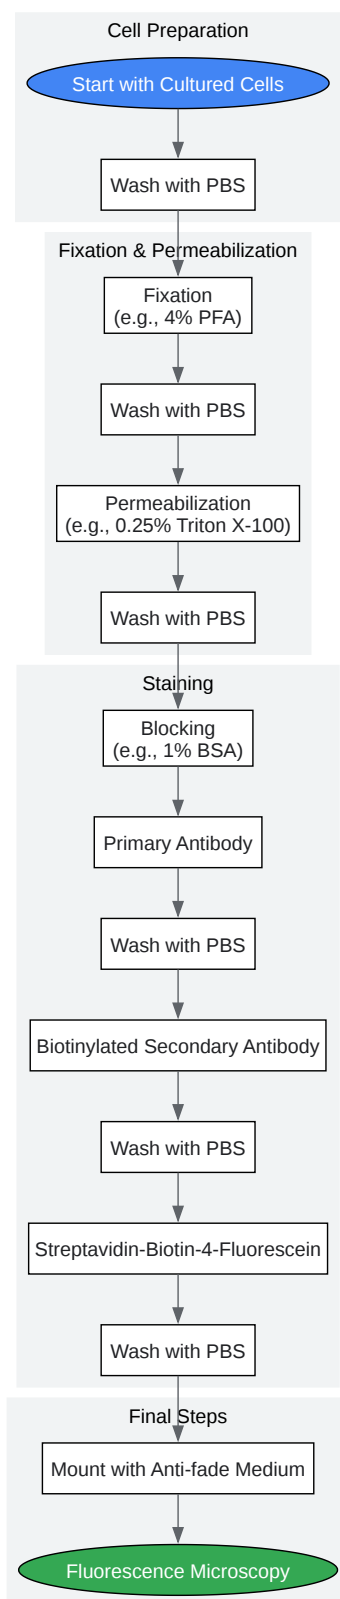 Cell Preparation
Start with Cultured Cells
Wash with PBS
Fixation & Permeabilization
Fixation
(e.g., 4% PFA)
Wash with PBS
Permeabilization
(e.g., 0.25% Triton X-100)
Wash with PBS
Staining
Blocking
(e.g., 1% BSA)
Primary Antibody
Wash with PBS
Biotinylated Secondary Antibody
Wash with PBS
Streptavidin-Biotin-4-Fluorescein
Wash with PBS
Final Steps
Mount with Anti-fade Medium
Fluorescence Microscopy